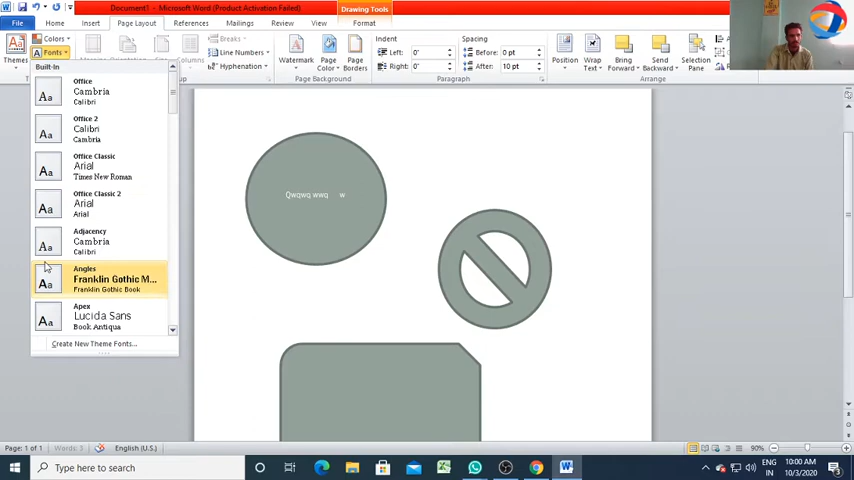 Document1 - Microsoft Word (Product Activation Failed)
Drawing Tools
File Home Insert Page Layout References Mailings Review View Format
Colors
Fonts
Themes
Breaks
Line Numbers
Hyphenation
Watermark Page Color Page Borders
Page Background
Indent
Left: 0"
Right: 0"
Spacing
Before: 0 pt
After: 10 pt
Paragraph
Position Wrap Text Bring Forward Send Backward Selection Pane
Arrange
Built-In
Office
Cambria
Calibri
Office 2
Calibri
Cambria
Office Classic
Arial
Times New Roman
Office Classic 2
Arial
Arial
Adjacency
Cambria
Calibri
Angles
Franklin Gothic M...
Franklin Gothic Book
Apex
Lucida Sans
Book Antiqua
Create New Theme Fonts...
Qwqwq wwq w
Page: 1 of 1 Words: 3 English (U.S.) 90%
Type here to search
ENG
IN
10:00 AM
10/3/2020
3